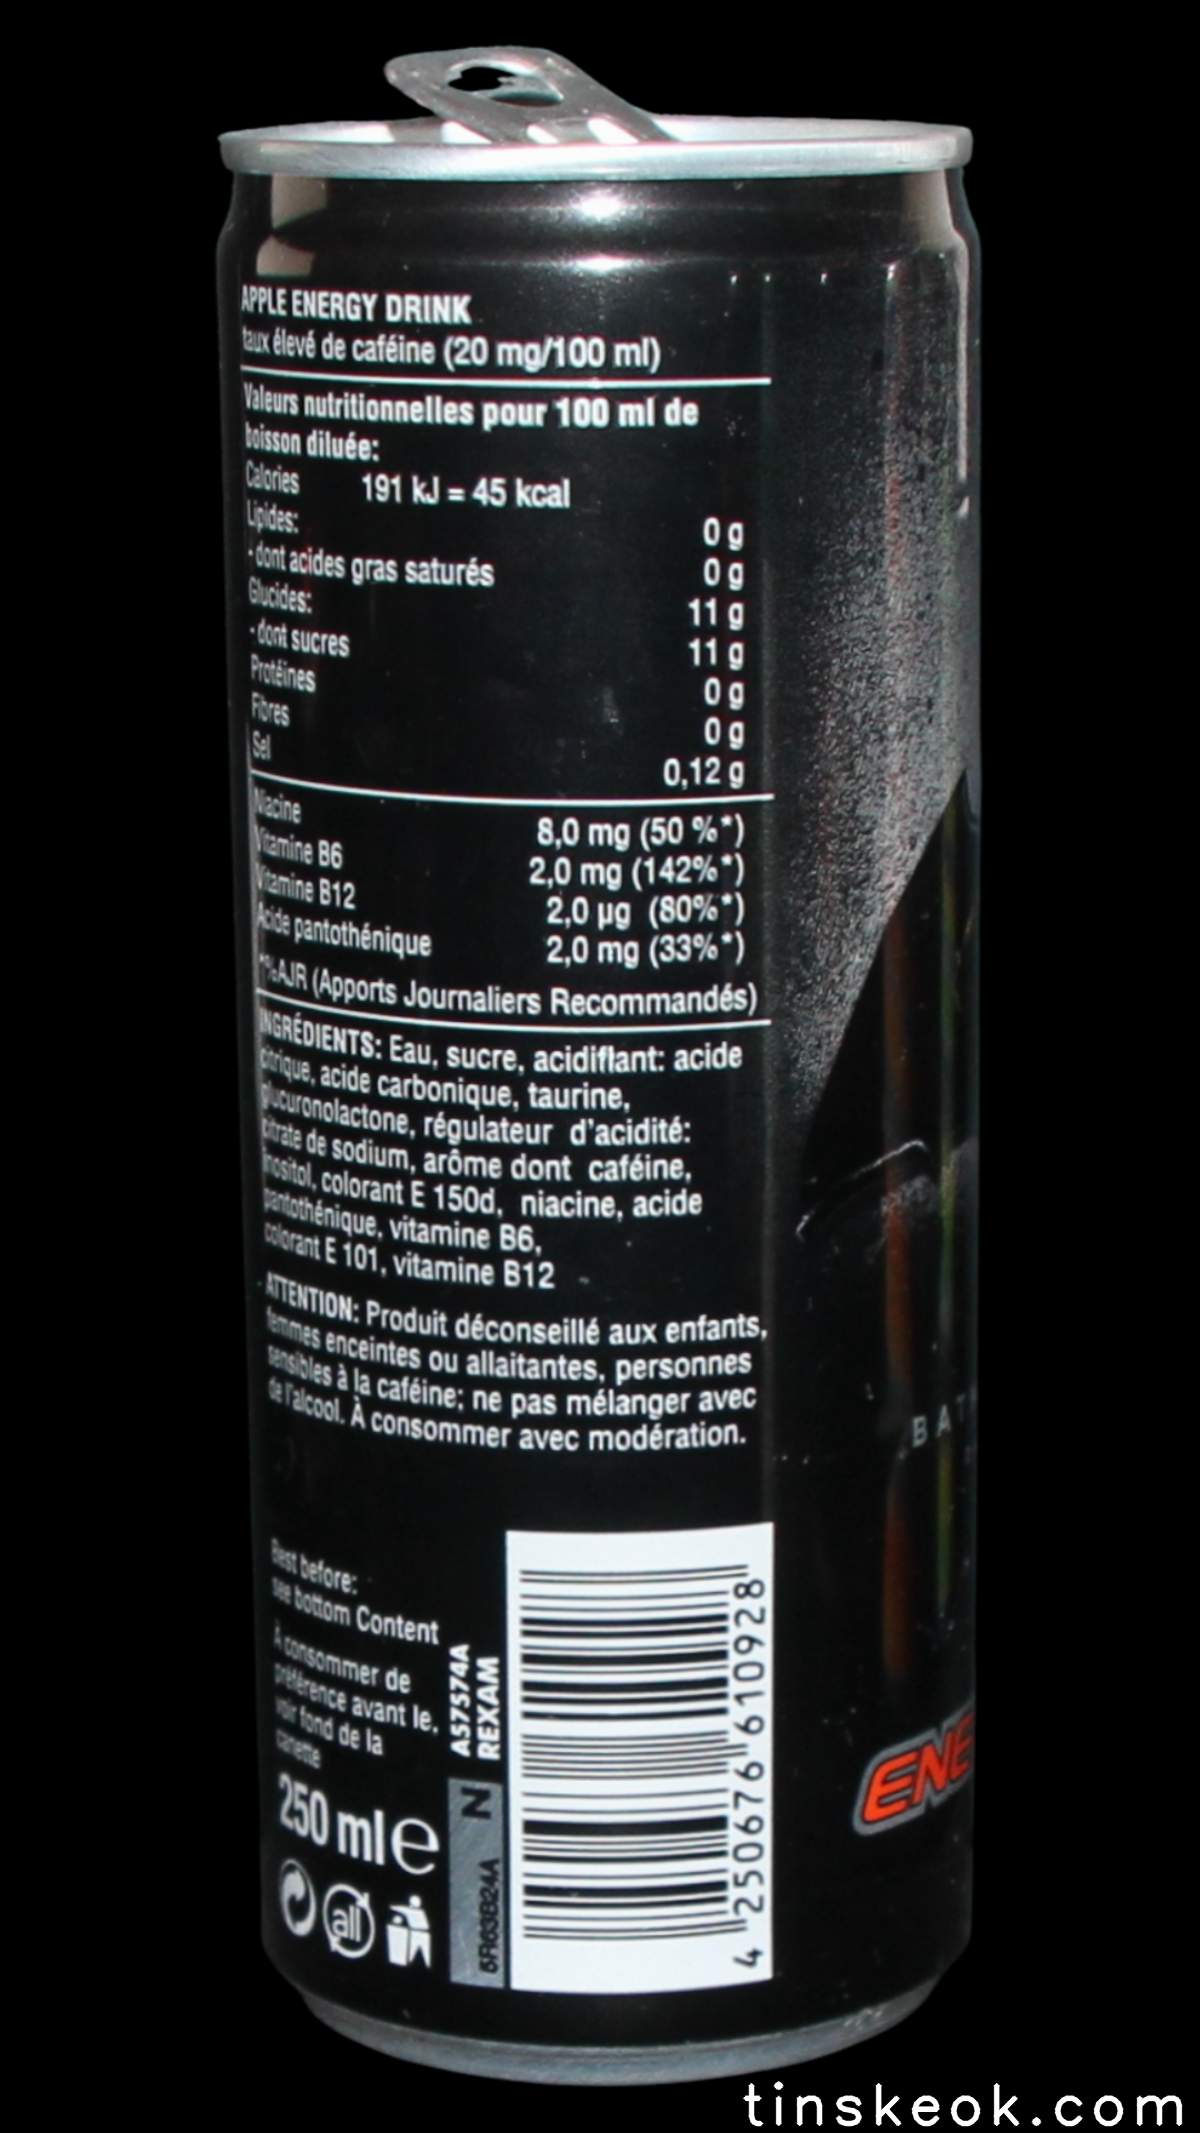 APPLE ENERGY DRINK
taux élevé de caféine (20 mg/100 ml)
Valeurs nutritionnelles pour 100 ml de
boisson diluée:
Calories 191 kJ = 45 kcal
Lipides: 0 g
- dont acides gras saturés 0 g
Glucides: 11 g
- dont sucres 11 g
Protéines 0 g
Fibres 0 g
Sel 0,12 g
Niacine 8,0 mg (50 %*)
Vitamine B6 2,0 mg (142%*)
Vitamine B12 2,0 µg (80%*)
Acide pantothénique 2,0 mg (33%*)
*%AJR (Apports Journaliers Recommandés)
INGRÉDIENTS: Eau, sucre, acidifiant: acide
citrique, acide carbonique, taurine,
glucuronolactone, régulateur d'acidité:
citrate de sodium, arôme dont caféine,
inositol, colorant E 150d, niacine, acide
pantothénique, vitamine B6,
colorant E 101, vitamine B12
ATTENTION: Produit déconseillé aux enfants,
femmes enceintes ou allaitantes, personnes
sensibles à la caféine; ne pas mélanger avec
de l'alcool. À consommer avec modération.
Best before:
see bottom Content
A consommer de
préférence avant le,
voir fond de la
canette
250 ml e
all
A57574A
REXAM
N
6R63B24A
4 250676 610928
BAT
ENE
tinskeok.com